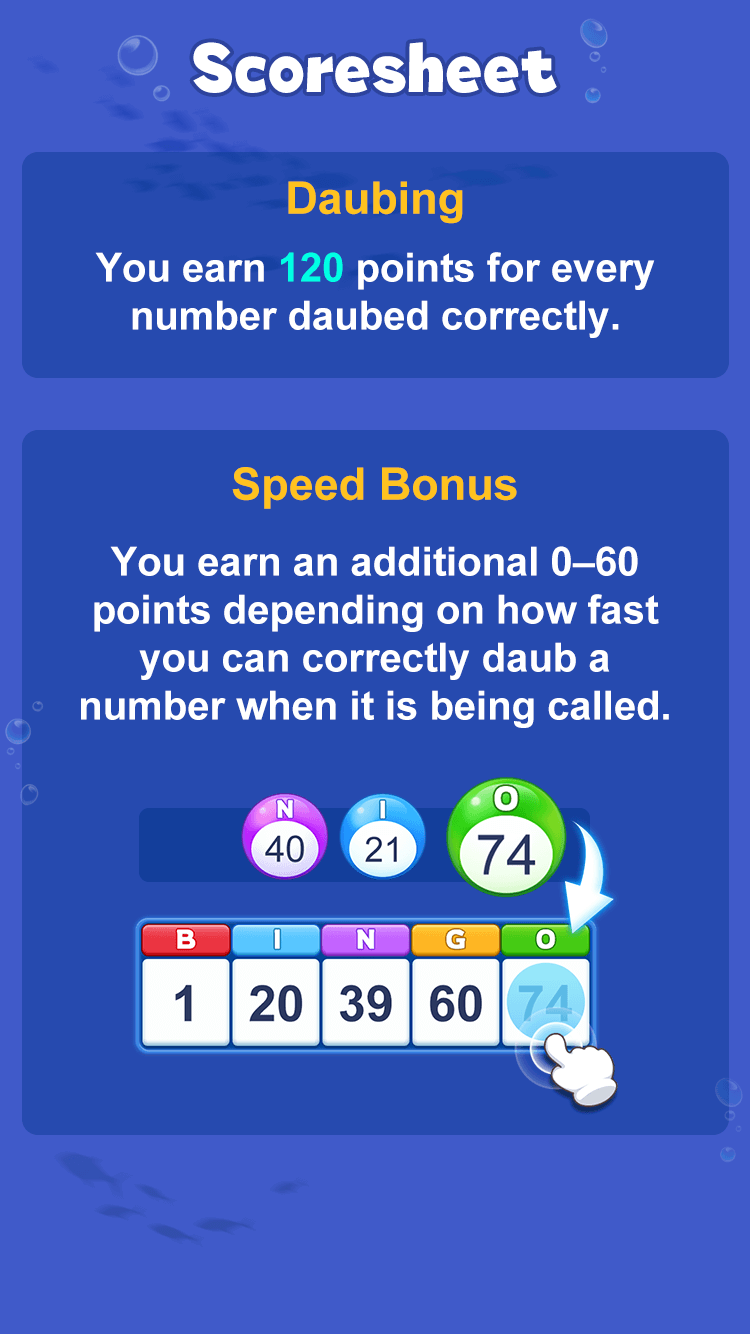 Scoresheet
Daubing
You earn 120 points for every
number daubed correctly.
Speed Bonus
You earn an additional 0–60
points depending on how fast
you can correctly daub a
number when it is being called.
N I O
40 21 74
B I N G O
1 20 39 60 74